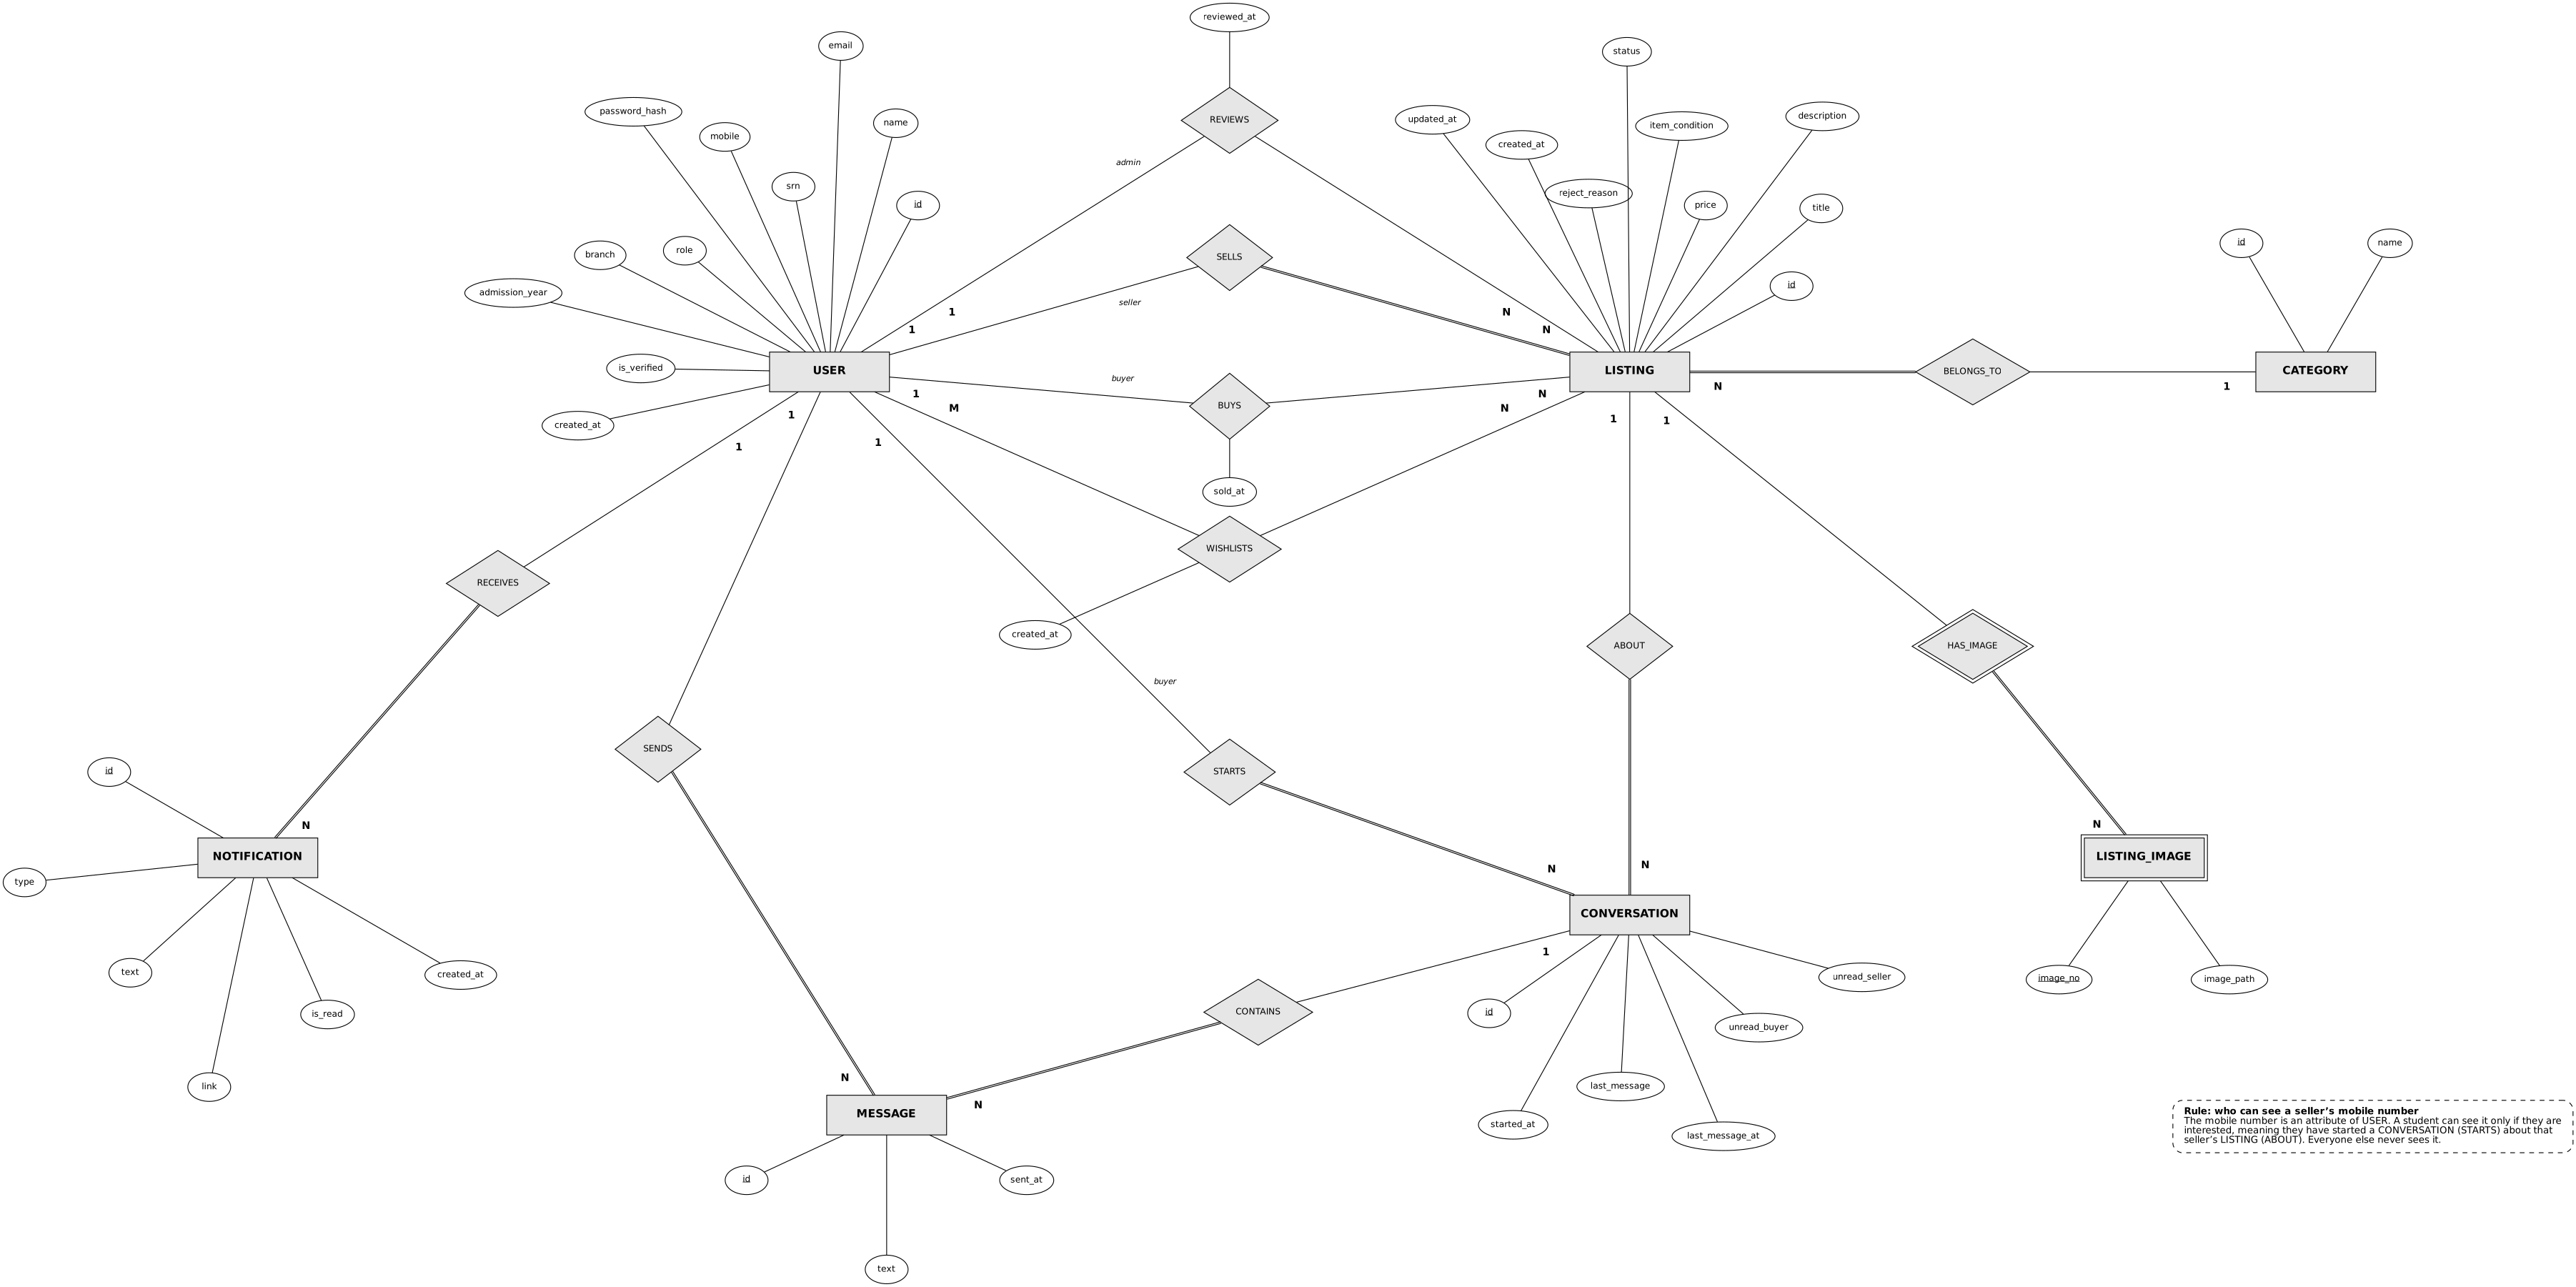 reviewed_at
email
status
password_hash
name
description
updated_at
REVIEWS
item_condition
mobile
created_at
admin
srn
reject_reason
id
price
title
branch
role
SELLS
id
name
admission_year
seller
id
1
N
1
N
is_verified
USER
buyer
LISTING
BELONGS_TO
CATEGORY
N
1
1
M
BUYS
N
N
1
1
1
1
1
created_at
sold_at
WISHLISTS
RECEIVES
created_at
ABOUT
HAS_IMAGE
buyer
SENDS
STARTS
id
N
N
NOTIFICATION
N
N
LISTING_IMAGE
type
CONVERSATION
1
text
created_at
unread_seller
image_no
image_path
is_read
CONTAINS
id
unread_buyer
link
N
last_message
N
MESSAGE
started_at
last_message_at
Rule: who can see a seller’s mobile number
The mobile number is an attribute of USER. A student can see it only if they are
interested, meaning they have started a CONVERSATION (STARTS) about that
seller’s LISTING (ABOUT). Everyone else never sees it.
id
sent_at
text